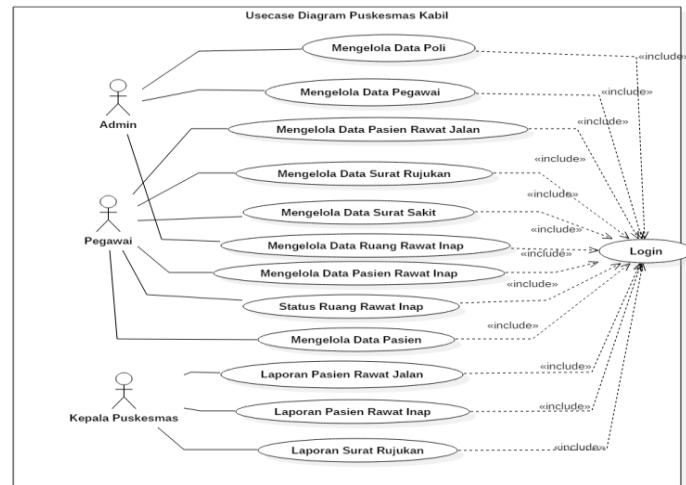 Usecase Diagram Puskesmas Kabil
Mengelola Data Poli
«include»
Mengelola Data Pegawai
«include»
Admin
Mengelola Data Pasien Rawat Jalan
«include»
Mengelola Data Surat Rujukan
«include»
Mengelola Data Surat Sakit
«include»
Pegawai
Mengelola Data Ruang Rawat Inap
«include»
Login
Mengelola Data Pasien Rawat Inap
«include»
Status Ruang Rawat Inap
«include»
Mengelola Data Pasien
«include»
Laporan Pasien Rawat Jalan
«include»
Kepala Puskesmas
Laporan Pasien Rawat Inap
«include»
Laporan Surat Rujukan
«include»